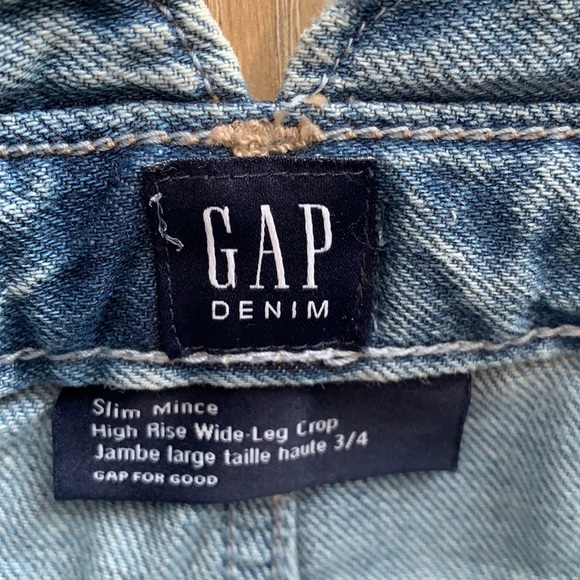 GAP
DENIM
Slim Mince
High Rise Wide-Leg Crop
Jambe large taille haute 3/4
GAP FOR GOOD